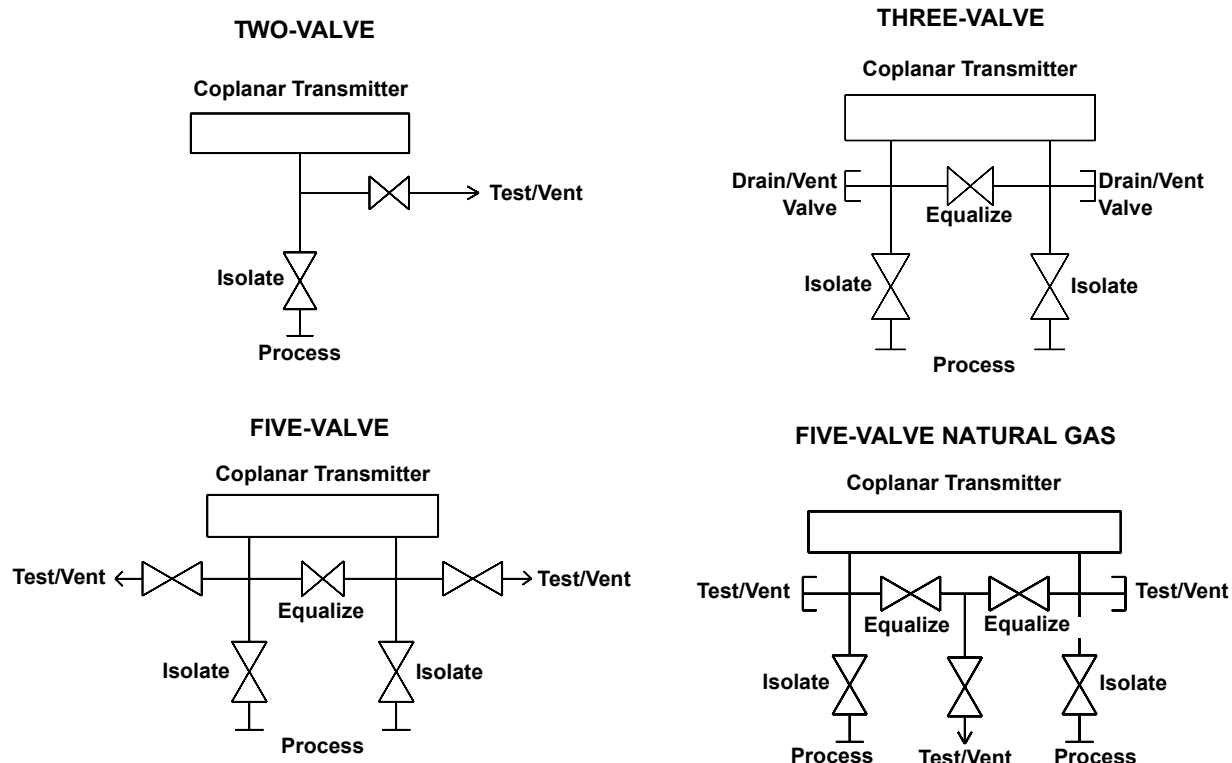 TWO-VALVE
Coplanar Transmitter
Test/Vent
Isolate
Process
THREE-VALVE
Coplanar Transmitter
Drain/Vent
Valve
Equalize
Drain/Vent
Valve
Isolate
Isolate
Process
FIVE-VALVE
Coplanar Transmitter
Test/Vent
Equalize
Test/Vent
Isolate
Isolate
Process
FIVE-VALVE NATURAL GAS
Coplanar Transmitter
Test/Vent
Test/Vent
Equalize
Equalize
Isolate
Isolate
Process
Test/Vent
Process